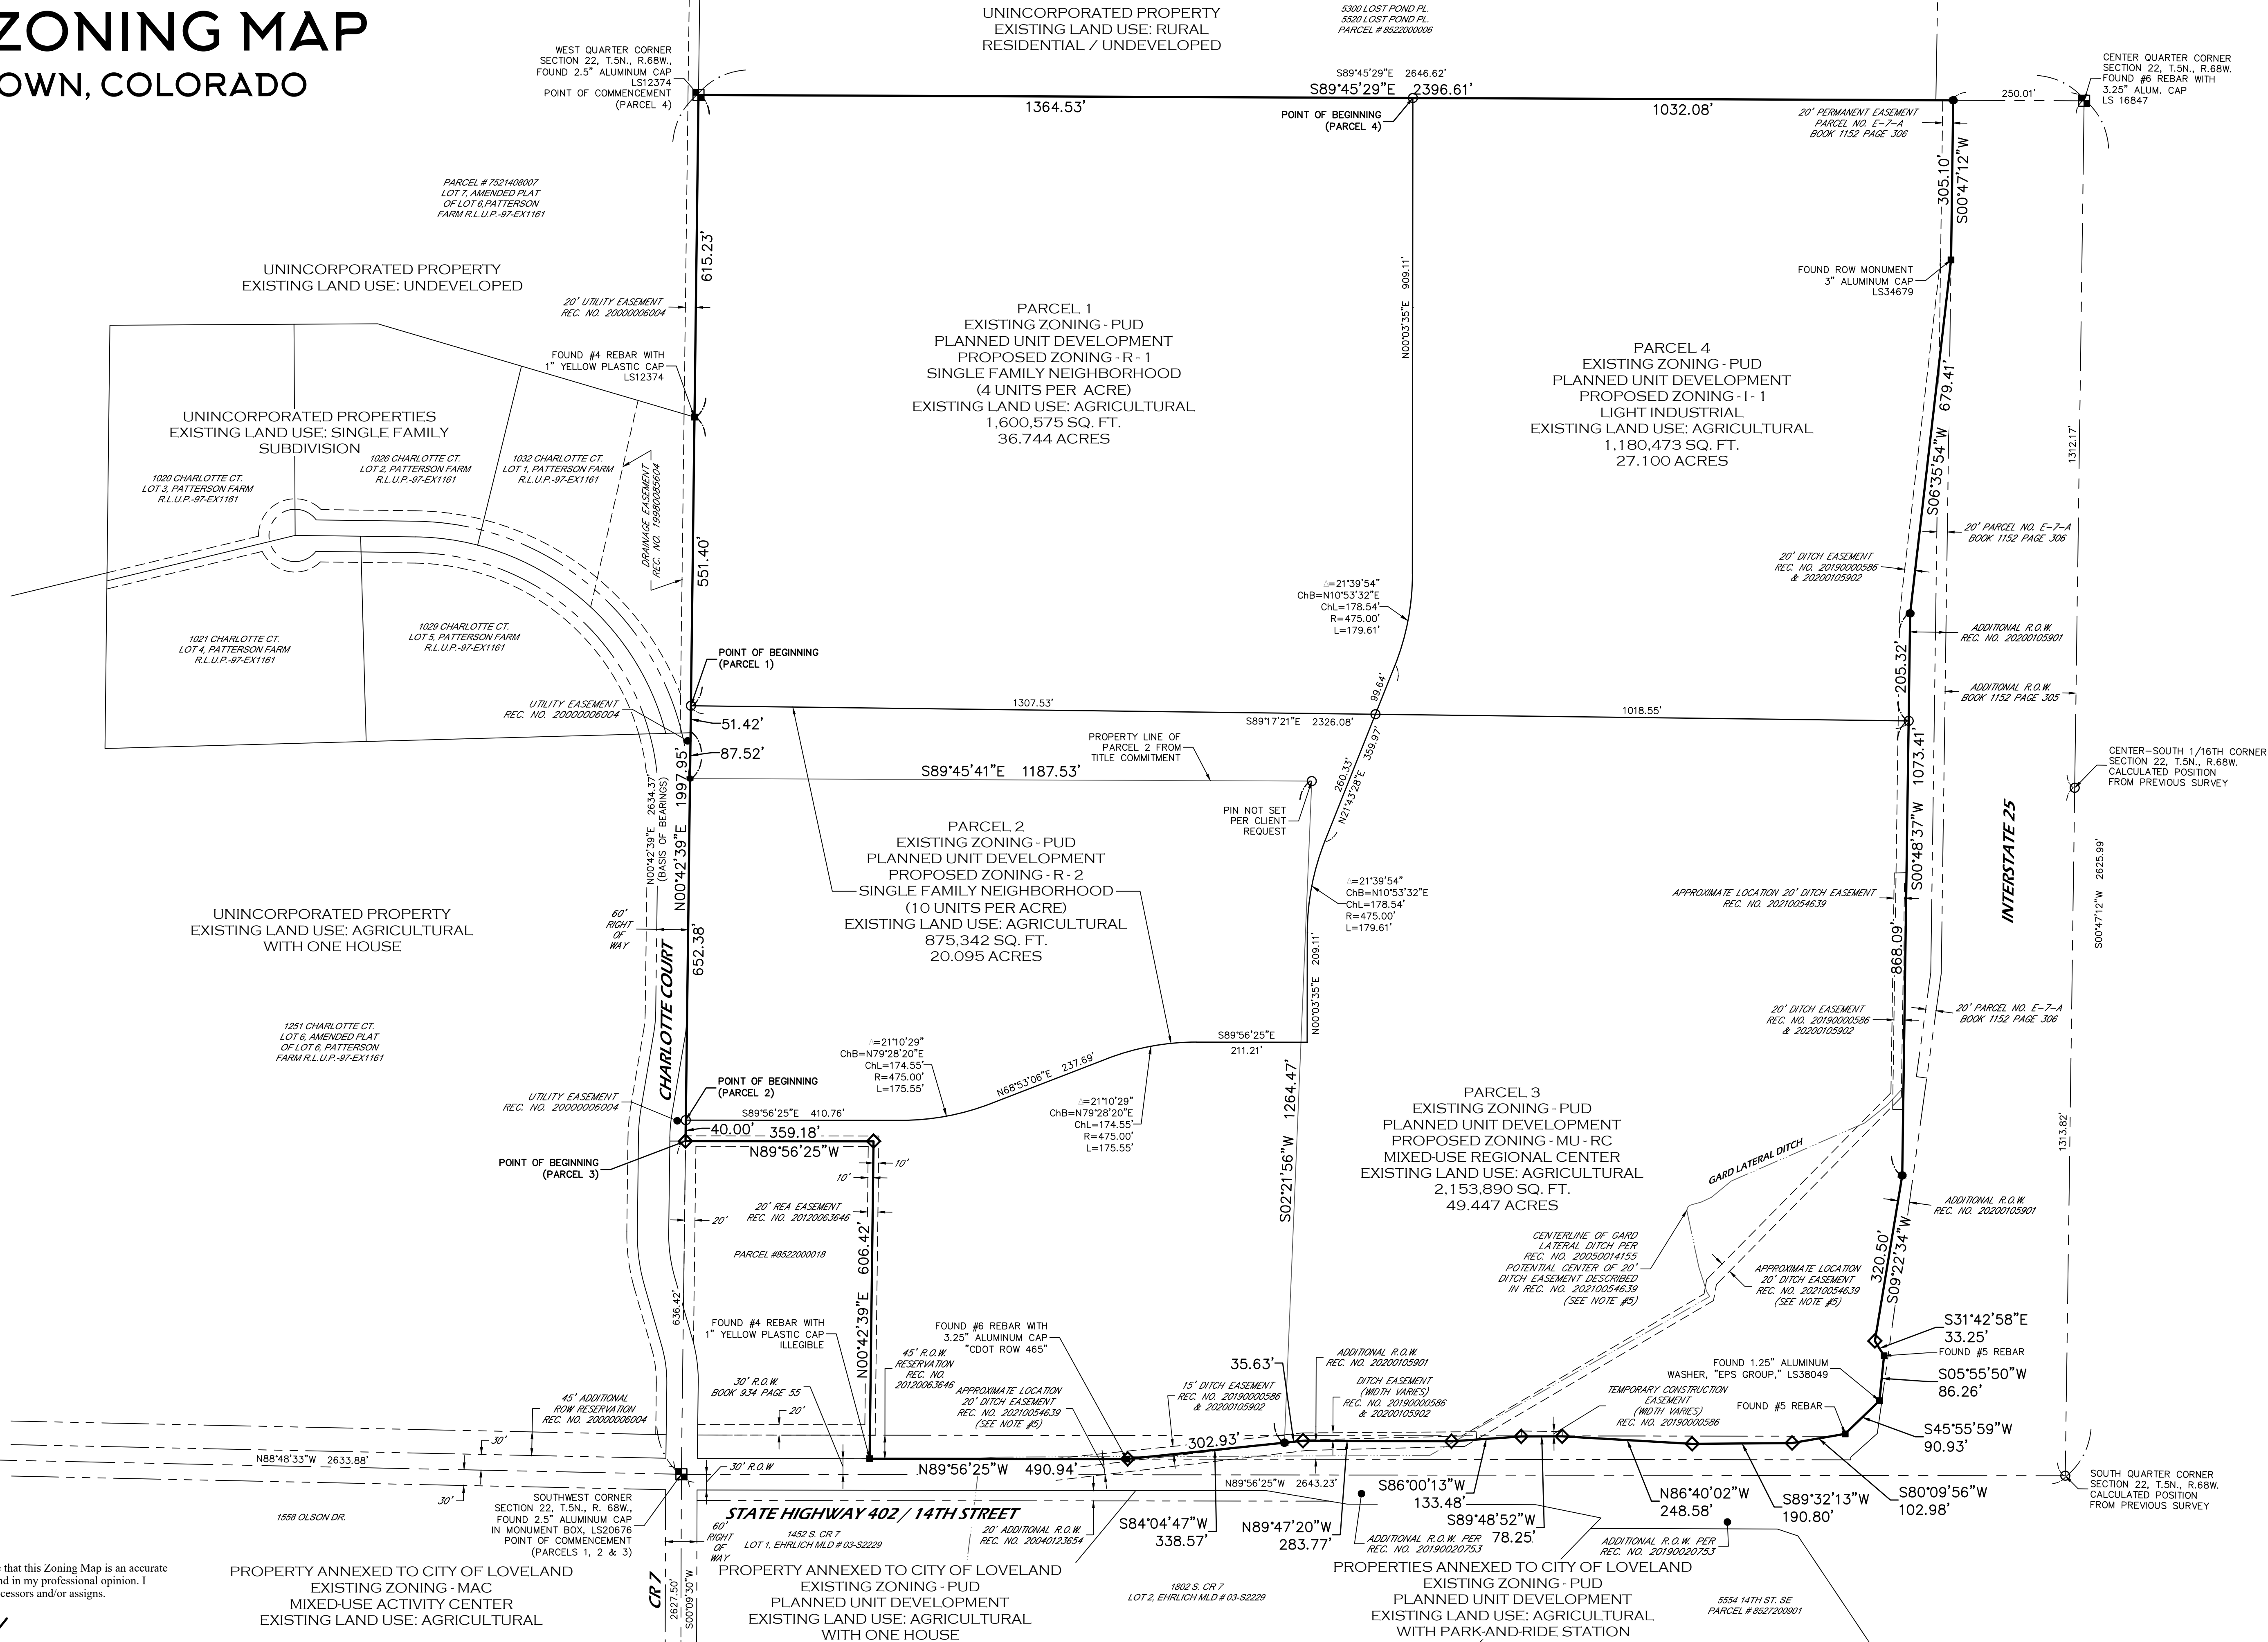 ZONING MAP
OWN, COLORADO
UNINCORPORATED PROPERTY
EXISTING LAND USE: RURAL
RESIDENTIAL / UNDEVELOPED
5300 LOST POND PL.
5520 LOST POND PL.
PARCEL # 8522000006
WEST QUARTER CORNER
SECTION 22, T.5N., R.68W.,
FOUND 2.5" ALUMINUM CAP
LS12374
POINT OF COMMENCEMENT
(PARCEL 4)
S89°45'29"E 2646.62'
S89°45'29"E 2396.61'
1364.53'
POINT OF BEGINNING
(PARCEL 4)
1032.08'
20' PERMANENT EASEMENT
PARCEL NO. E-7-A
BOOK 1152 PAGE 306
250.01'
CENTER QUARTER CORNER
SECTION 22, T.5N., R.68W.
FOUND #6 REBAR WITH
3.25" ALUM. CAP
LS 16847
305.10'
S00°47'12"W
PARCEL # 7521408007
LOT 7, AMENDED PLAT
OF LOT 6,PATTERSON
FARM R.L.U.P.-97-EX1161
UNINCORPORATED PROPERTY
EXISTING LAND USE: UNDEVELOPED
20' UTILITY EASEMENT
REC. NO. 20000006004
615.23'
FOUND #4 REBAR WITH
1" YELLOW PLASTIC CAP
LS12374
PARCEL 1
EXISTING ZONING - PUD
PLANNED UNIT DEVELOPMENT
PROPOSED ZONING - R - 1
SINGLE FAMILY NEIGHBORHOOD
(4 UNITS PER ACRE)
EXISTING LAND USE: AGRICULTURAL
1,600,575 SQ. FT.
36.744 ACRES
N00°03'35"E 909.11'
FOUND ROW MONUMENT
3" ALUMINUM CAP
LS34679
PARCEL 4
EXISTING ZONING - PUD
PLANNED UNIT DEVELOPMENT
PROPOSED ZONING - I - 1
LIGHT INDUSTRIAL
EXISTING LAND USE: AGRICULTURAL
1,180,473 SQ. FT.
27.100 ACRES
S06°35'54"W 679.41'
1312.17'
UNINCORPORATED PROPERTIES
EXISTING LAND USE: SINGLE FAMILY
SUBDIVISION
1020 CHARLOTTE CT.
LOT 3, PATTERSON FARM
R.L.U.P.-97-EX1161
1026 CHARLOTTE CT.
LOT 2, PATTERSON FARM
R.L.U.P.-97-EX1161
1032 CHARLOTTE CT.
LOT 1, PATTERSON FARM
R.L.U.P.-97-EX1161
DRAINAGE EASEMENT
REC. NO. 19980085604
551.40'
1021 CHARLOTTE CT.
LOT 4, PATTERSON FARM
R.L.U.P.-97-EX1161
1029 CHARLOTTE CT.
LOT 5, PATTERSON FARM
R.L.U.P.-97-EX1161
20' PARCEL NO. E-7-A
BOOK 1152 PAGE 306
20' DITCH EASEMENT
REC. NO. 20190000586
& 20200105902
Δ=21°39'54"
ChB=N10°53'32"E
ChL=178.54'
R=475.00'
L=179.61'
ADDITIONAL R.O.W.
REC. NO. 20200105901
205.32'
ADDITIONAL R.O.W.
BOOK 1152 PAGE 305
POINT OF BEGINNING
(PARCEL 1)
UTILITY EASEMENT
REC. NO. 20000006004
1307.53'
S89°17'21"E 2326.08'
99.64'
1018.55'
51.42'
87.52'
PROPERTY LINE OF
PARCEL 2 FROM
TITLE COMMITMENT
S89°45'41"E 1187.53'
260.33'
N21°43'28"E 359.97'
PIN NOT SET
PER CLIENT
REQUEST
CENTER-SOUTH 1/16TH CORNER
SECTION 22, T.5N., R.68W.
CALCULATED POSITION
FROM PREVIOUS SURVEY
N00°42'39"E 2634.37'
(BASIS OF BEARINGS)
N00°42'39"E 1997.95'
S00°48'37"W 1073.41'
INTERSTATE 25
S00°47'12"W 2625.99'
PARCEL 2
EXISTING ZONING - PUD
PLANNED UNIT DEVELOPMENT
PROPOSED ZONING - R - 2
SINGLE FAMILY NEIGHBORHOOD
(10 UNITS PER ACRE)
EXISTING LAND USE: AGRICULTURAL
875,342 SQ. FT.
20.095 ACRES
Δ=21°39'54"
ChB=N10°53'32"E
ChL=178.54'
R=475.00'
L=179.61'
APPROXIMATE LOCATION 20' DITCH EASEMENT
REC. NO. 20210054639
UNINCORPORATED PROPERTY
EXISTING LAND USE: AGRICULTURAL
WITH ONE HOUSE
60'
RIGHT
OF
WAY
CHARLOTTE COURT
652.38'
N00°03'35"E 209.11'
868.09'
20' DITCH EASEMENT
REC. NO. 20190000586
& 20200105902
20' PARCEL NO. E-7-A
BOOK 1152 PAGE 306
1251 CHARLOTTE CT.
LOT 6, AMENDED PLAT
OF LOT 6, PATTERSON
FARM R.L.U.P.-97-EX1161
Δ=21°10'29"
ChB=N79°28'20"E
ChL=174.55'
R=475.00'
L=175.55'
N68°53'06"E 237.69'
S89°56'25"E
211.21'
Δ=21°10'29"
ChB=N79°28'20"E
ChL=174.55'
R=475.00'
L=175.55'
POINT OF BEGINNING
(PARCEL 2)
UTILITY EASEMENT
REC. NO. 20000006004
S89°56'25"E 410.76'
40.00'
359.18'
N89°56'25"W
POINT OF BEGINNING
(PARCEL 3)
10'
10'
20' REA EASEMENT
REC. NO. 20120063646
20'
PARCEL #8522000018
S02°21'56"W 1264.47'
PARCEL 3
EXISTING ZONING - PUD
PLANNED UNIT DEVELOPMENT
PROPOSED ZONING - MU - RC
MIXED-USE REGIONAL CENTER
EXISTING LAND USE: AGRICULTURAL
2,153,890 SQ. FT.
49.447 ACRES
GARD LATERAL DITCH
1313.82'
ADDITIONAL R.O.W.
REC. NO. 20200105901
CENTERLINE OF GARD
LATERAL DITCH PER
REC. NO. 20050014155
POTENTIAL CENTER OF 20'
DITCH EASEMENT DESCRIBED
IN REC. NO. 20210054639
(SEE NOTE #5)
APPROXIMATE LOCATION
20' DITCH EASEMENT
REC. NO. 20210054639
(SEE NOTE #5)
320.50'
S09°22'34"W
636.42'
N00°42'39"E 606.42'
FOUND #4 REBAR WITH
1" YELLOW PLASTIC CAP
ILLEGIBLE
FOUND #6 REBAR WITH
3.25" ALUMINUM CAP
"CDOT ROW 465"
S31°42'58"E
33.25'
FOUND #5 REBAR
S05°55'50"W
86.26'
45' R.O.W.
RESERVATION
REC. NO.
20120063646
30' R.O.W.
BOOK 934 PAGE 55
APPROXIMATE LOCATION
20' DITCH EASEMENT
REC. NO. 20210054639
(SEE NOTE #5)
35.63'
15' DITCH EASEMENT
REC. NO. 20190000586
& 20200105902
ADDITIONAL R.O.W.
REC. NO. 20200105901
DITCH EASEMENT
(WIDTH VARIES)
REC. NO. 20190000586
& 20200105902
FOUND 1.25" ALUMINUM
WASHER, "EPS GROUP," LS38049
TEMPORARY CONSTRUCTION
EASEMENT
(WIDTH VARIES)
REC. NO. 20190000586
FOUND #5 REBAR
S45°55'59"W
90.93'
45' ADDITIONAL
ROW RESERVATION
REC. NO. 20000006004
20'
30'
302.93'
N88°48'33"W 2633.88'
30' R.O.W
N89°56'25"W 490.94'
N89°56'25"W 2643.23'
30'
SOUTHWEST CORNER
SECTION 22, T.5N., R. 68W.,
FOUND 2.5" ALUMINUM CAP
IN MONUMENT BOX, LS20676
POINT OF COMMENCEMENT
(PARCELS 1, 2 & 3)
STATE HIGHWAY 402 / 14TH STREET
S86°00'13"W
133.48'
N86°40'02"W
248.58'
S89°32'13"W
190.80'
S80°09'56"W
102.98'
SOUTH QUARTER CORNER
SECTION 22, T.5N., R.68W.
CALCULATED POSITION
FROM PREVIOUS SURVEY
1558 OLSON DR.
60'
RIGHT
OF
WAY
1452 S. CR 7
LOT 1, EHRLICH MLD # 03-S2229
20' ADDITIONAL R.O.W.
REC. NO. 20040123654
S84°04'47"W
338.57'
N89°47'20"W
283.77'
S89°48'52"W
78.25'
ADDITIONAL R.O.W. PER
REC. NO. 20190020753
ADDITIONAL R.O.W. PER
REC. NO. 20190020753
e that this Zoning Map is an accurate
nd in my professional opinion. I
cessors and/or assigns.
PROPERTY ANNEXED TO CITY OF LOVELAND
EXISTING ZONING - MAC
MIXED-USE ACTIVITY CENTER
EXISTING LAND USE: AGRICULTURAL
CR 7
2627.50'
S00°09'30"W
PROPERTY ANNEXED TO CITY OF LOVELAND
EXISTING ZONING - PUD
PLANNED UNIT DEVELOPMENT
EXISTING LAND USE: AGRICULTURAL
WITH ONE HOUSE
1802 S. CR 7
LOT 2, EHRLICH MLD # 03-S2229
PROPERTIES ANNEXED TO CITY OF LOVELAND
EXISTING ZONING - PUD
PLANNED UNIT DEVELOPMENT
EXISTING LAND USE: AGRICULTURAL
WITH PARK-AND-RIDE STATION
5554 14TH ST. SE
PARCEL # 8527200901